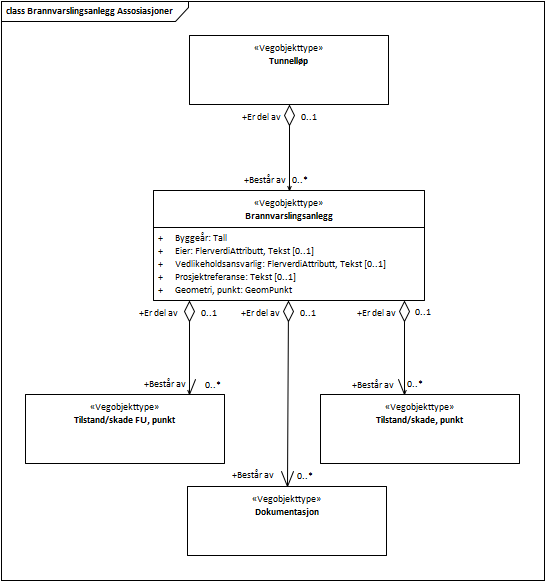 class Brannvarslingsanlegg Assosiasjoner
«Vegobjekttype»
Tunnelløp
+Er del av 0..1
+Består av 0..*
«Vegobjekttype»
Brannvarslingsanlegg
+ Byggeår: Tall
+ Eier: FlerverdiAttributt, Tekst [0..1]
+ Vedlikeholdsansvarlig: FlerverdiAttributt, Tekst [0..1]
+ Prosjektreferanse: Tekst [0..1]
+ Geometri, punkt: GeomPunkt
+Er del av 0..1 +Er del av 0..1 +Er del av 0..1
+Består av 0..* +Består av 0..*
«Vegobjekttype» «Vegobjekttype»
Tilstand/skade FU, punkt Tilstand/skade, punkt
+Består av 0..*
«Vegobjekttype»
Dokumentasjon